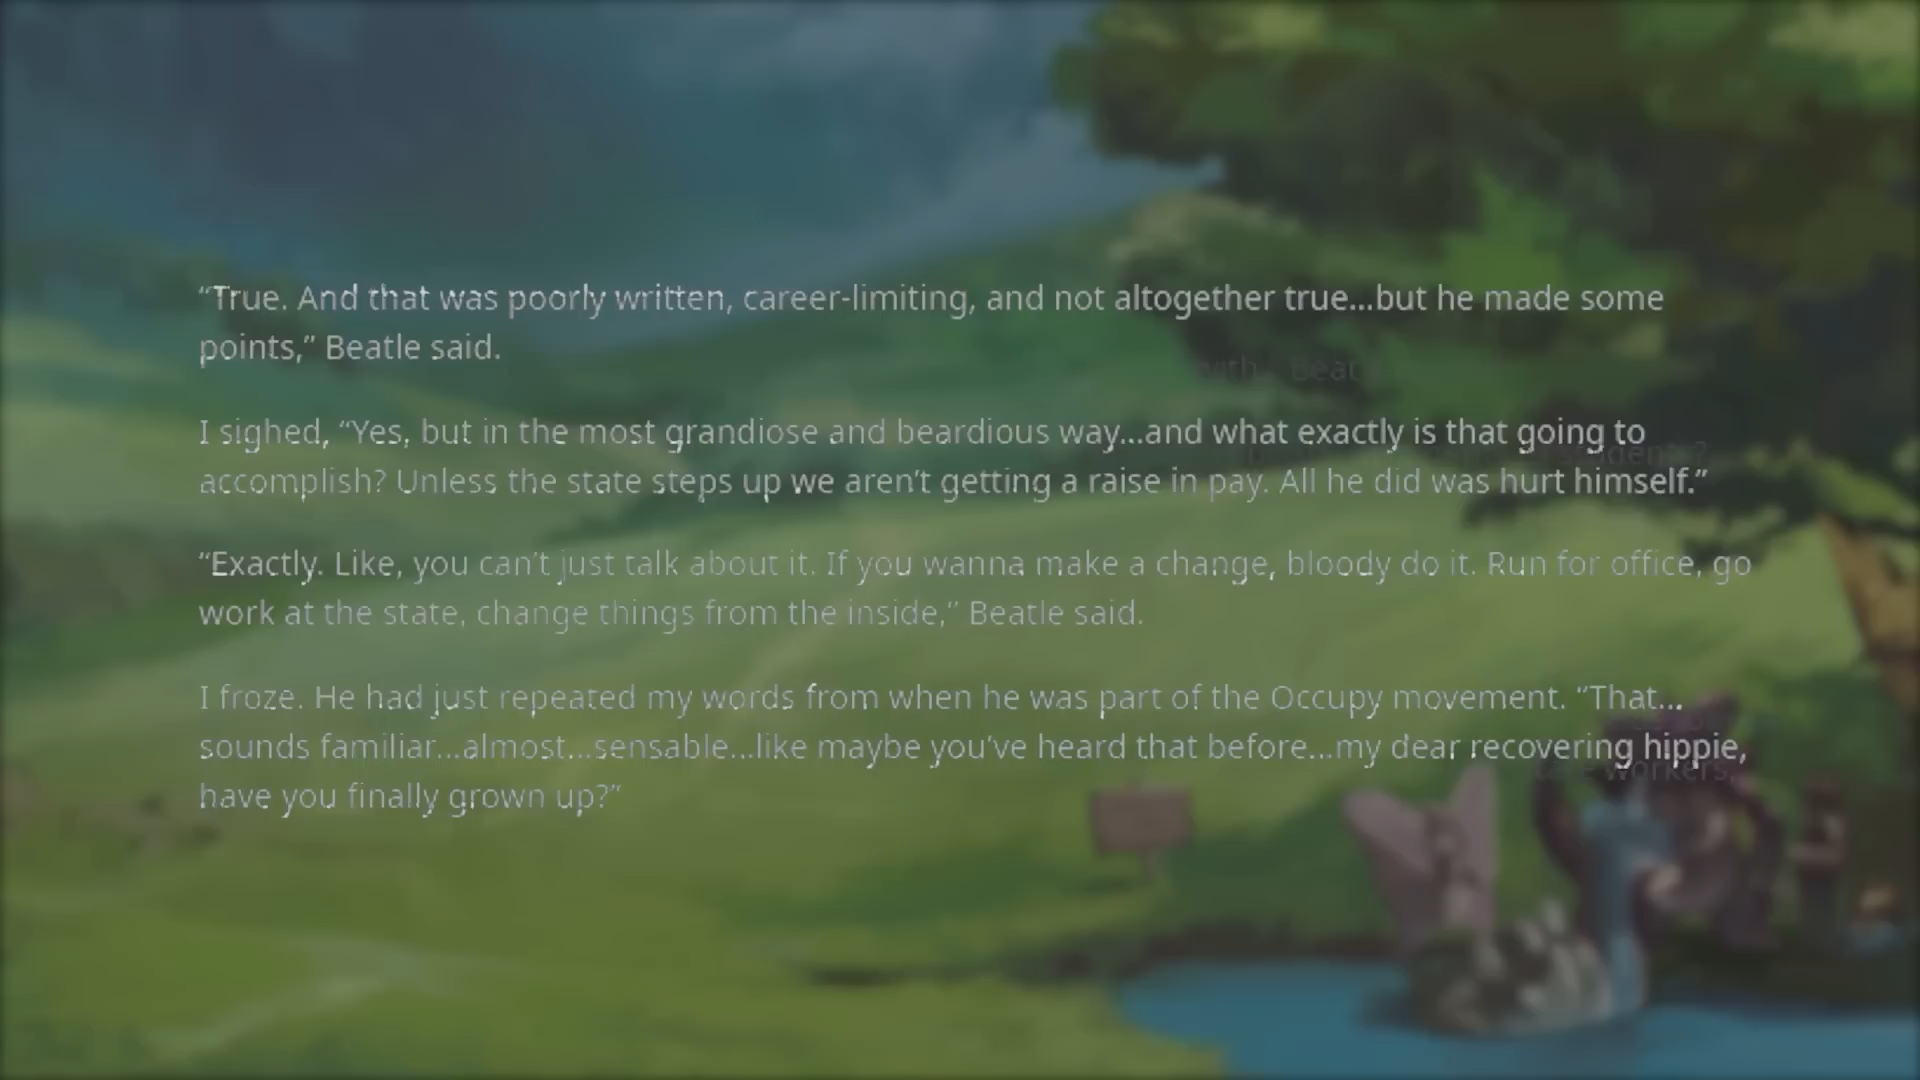 “True. And that was poorly written, career-limiting, and not altogether true...but he made some
points,” Beatle said.
I sighed, “Yes, but in the most grandiose and beardious way...and what exactly is that going to
accomplish? Unless the state steps up we aren’t getting a raise in pay. All he did was hurt himself.”
“Exactly. Like, you can’t just talk about it. If you wanna make a change, bloody do it. Run for office, go
work at the state, change things from the inside,” Beatle said.
I froze. He had just repeated my words from when he was part of the Occupy movement. “That...
sounds familiar...almost...sensable...like maybe you’ve heard that before...my dear recovering hippie,
have you finally grown up?”